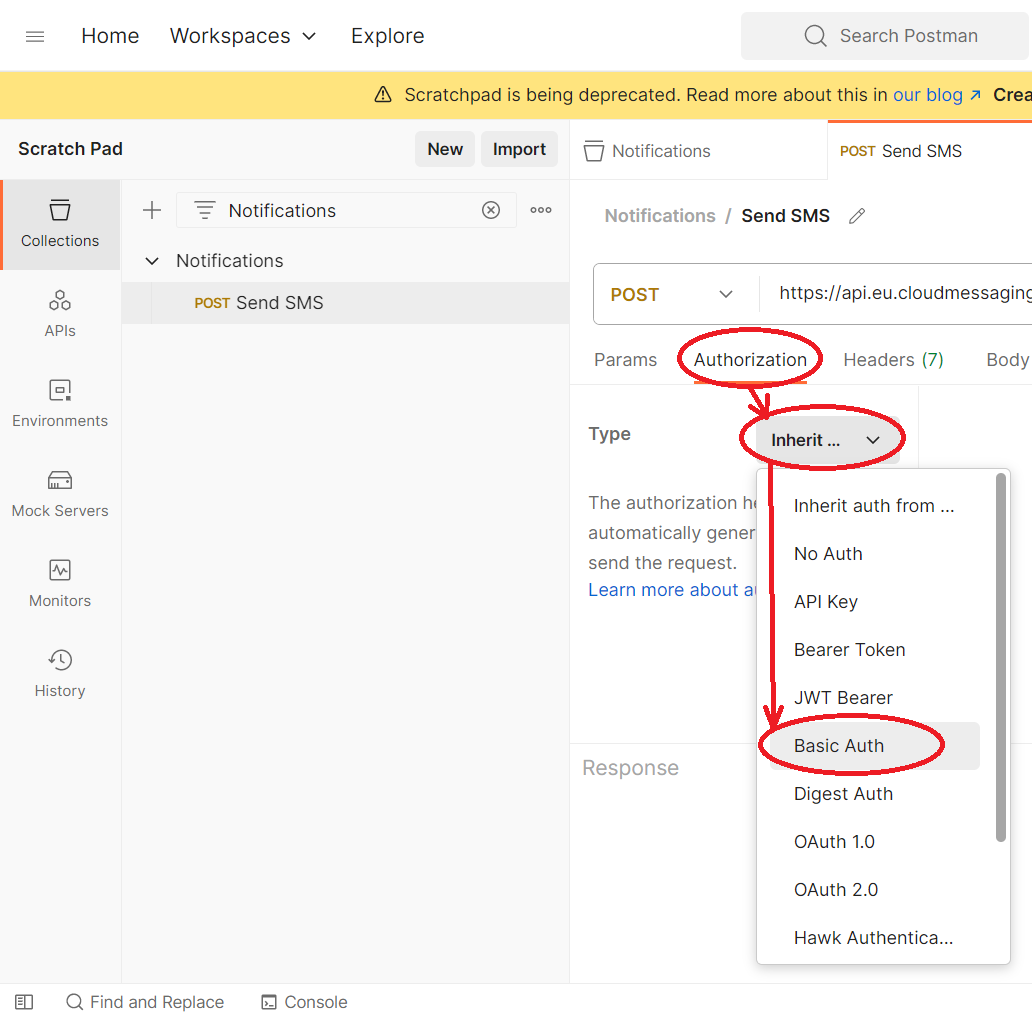 Home Workspaces Explore Search Postman
Scratchpad is being deprecated. Read more about this in our blog ↗ Crea
Scratch Pad New Import
Notifications POST Send SMS
Collections
Notifications
Notifications / Send SMS
Notifications
POST Send SMS
POST https://api.eu.cloudmessaging
APIs
Params Authorization Headers (7) Body
Environments
Type Inherit ...
Mock Servers
The authorization he
automatically gener
send the request.
Learn more about au
Inherit auth from ...
No Auth
API Key
Bearer Token
JWT Bearer
Basic Auth
Digest Auth
OAuth 1.0
OAuth 2.0
Hawk Authentica...
Monitors
History
Response
Find and Replace Console